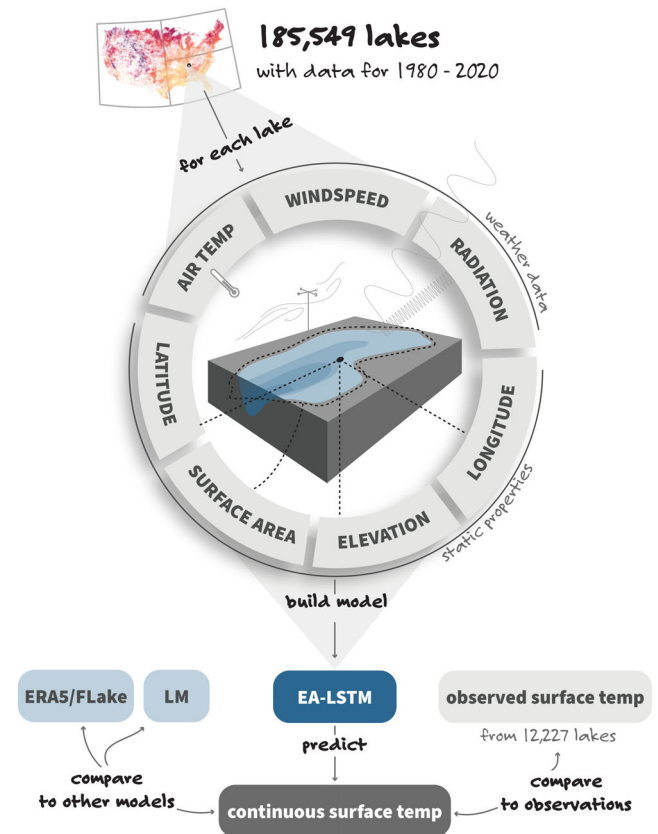 185,549 lakes
with data for 1980 - 2020
for each lake
WINDSPEED
AIR TEMP
RADIATION
weather data
LATITUDE
LONGITUDE
SURFACE AREA
ELEVATION
static properties
build model
ERA5/FLake
LM
EA-LSTM
observed surface temp
from 12,227 lakes
predict
compare
to other models
compare
to observations
continuous surface temp